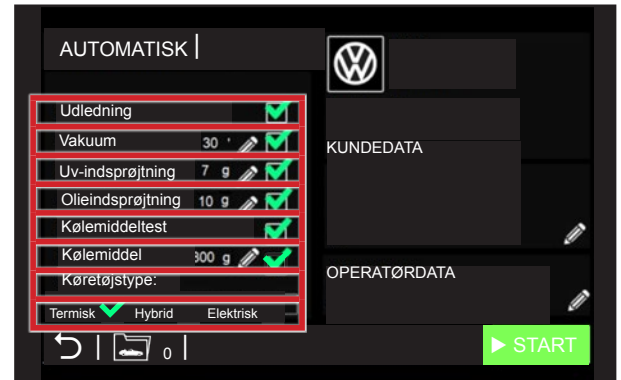 AUTOMATISK
Udledning
Vakuum 30 '
Uv-indsprøjtning 7 g
Olieindsprøjtning 10 g
Kølemiddeltest
Kølemiddel 300 g
Køretøjstype:
Termisk Hybrid Elektrisk
0
KUNDEDATA
OPERATØRDATA
START